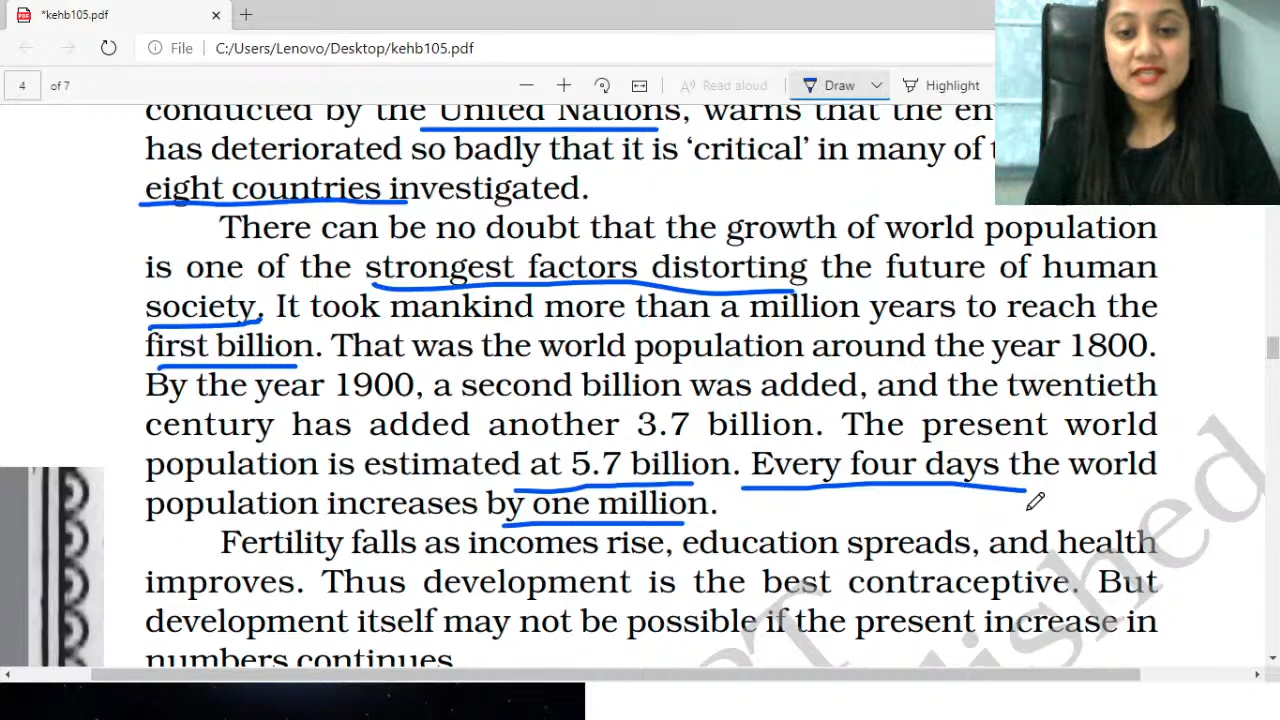 *kehb105.pdf
File C:/Users/Lenovo/Desktop/kehb105.pdf
4 of 7 Read aloud Draw Highlight
conducted by the United Nations, warns that the en
has deteriorated so badly that it is ‘critical’ in many of
eight countries investigated.
There can be no doubt that the growth of world population
is one of the strongest factors distorting the future of human
society. It took mankind more than a million years to reach the
first billion. That was the world population around the year 1800.
By the year 1900, a second billion was added, and the twentieth
century has added another 3.7 billion. The present world
population is estimated at 5.7 billion. Every four days the world
population increases by one million.
Fertility falls as incomes rise, education spreads, and health
improves. Thus development is the best contraceptive. But
development itself may not be possible if the present increase in
numbers continues.